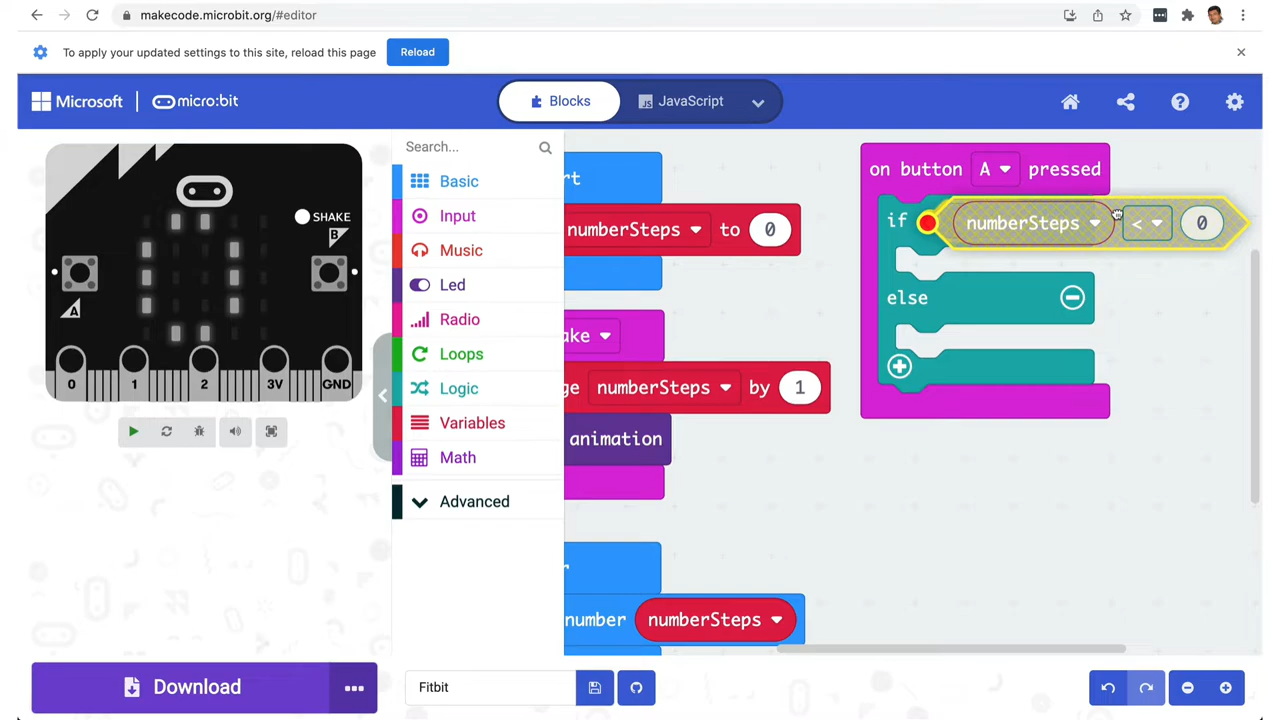 makecode.microbit.org/#editor
To apply your updated settings to this site, reload this page Reload
Microsoft micro:bit Blocks JavaScript
SHAKE
B
A
0 1 2 3V GND
Search...
Basic
Input
Music
Led
Radio
Loops
Logic
Variables
Math
Advanced
rt
numberSteps to 0
ake
ge numberSteps by 1
animation
r
number numberSteps
on button A pressed
if numberSteps < 0
else
Download
Fitbit